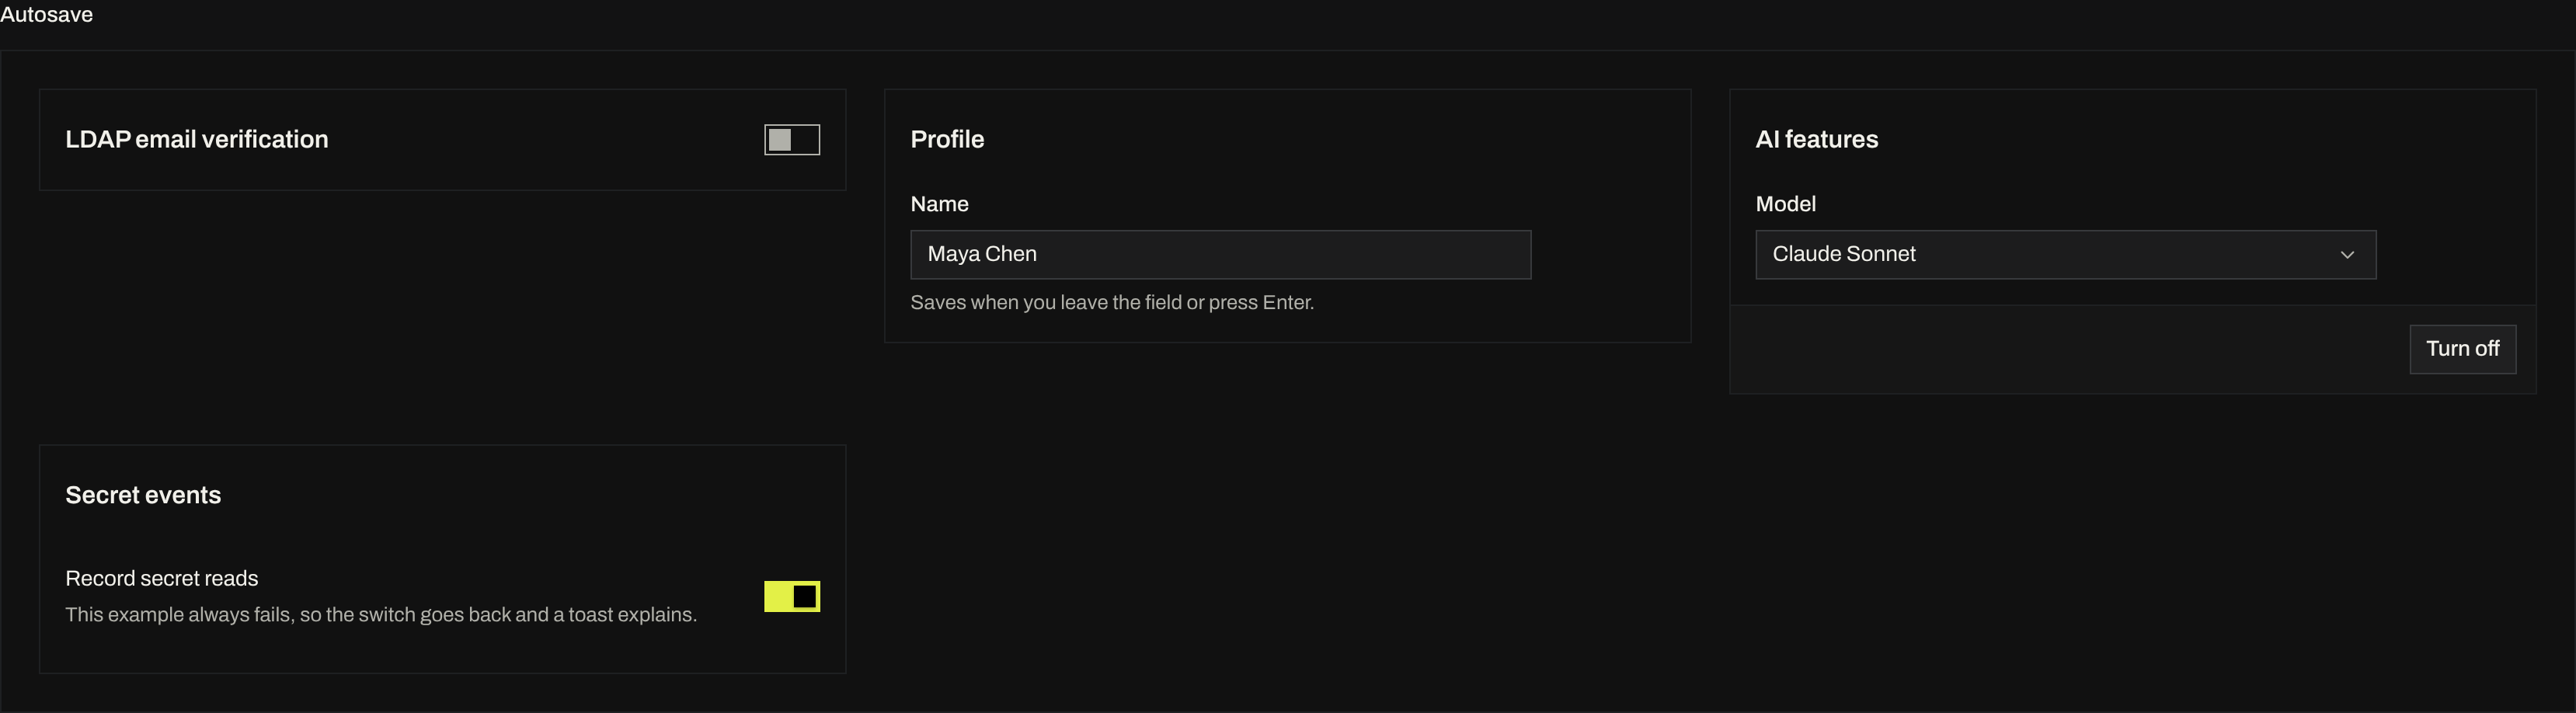 Autosave
LDAP email verification
Profile
Name
Maya Chen
Saves when you leave the field or press Enter.
AI features
Model
Claude Sonnet
Turn off
Secret events
Record secret reads
This example always fails, so the switch goes back and a toast explains.